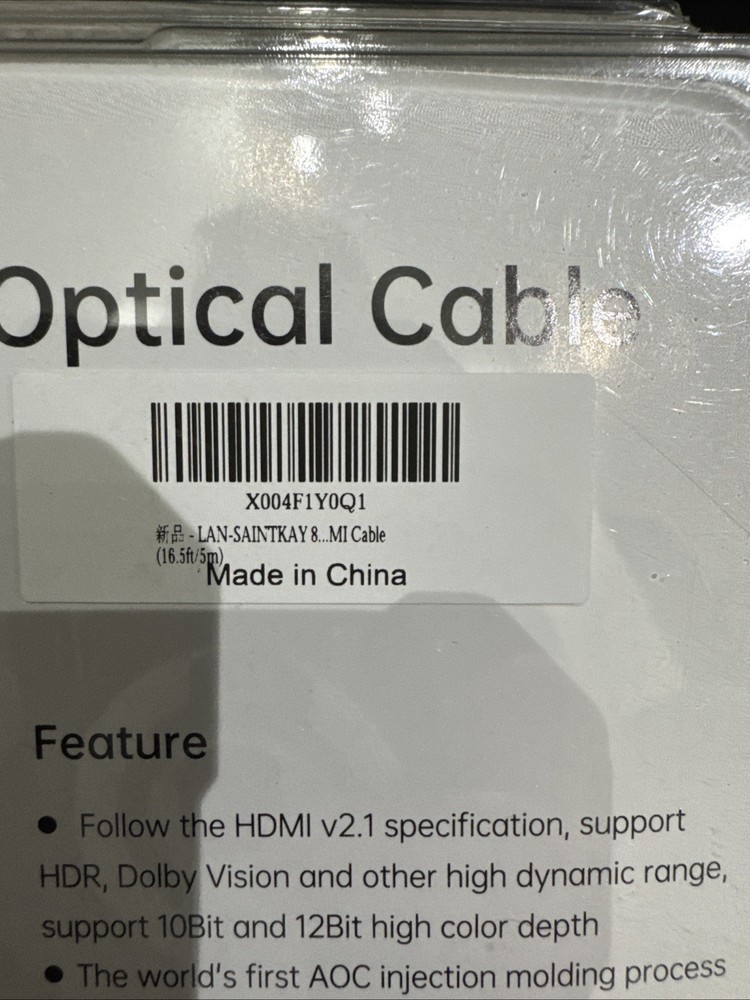 Optical Cable
X004F1Y0Q1
新品 - LAN-SAINTKAY 8...MI Cable
(16.5ft/5m)
Made in China
Feature
● Follow the HDMI v2.1 specification, support
HDR, Dolby Vision and other high dynamic range,
support 10Bit and 12Bit high color depth
● The world's first AOC injection molding process